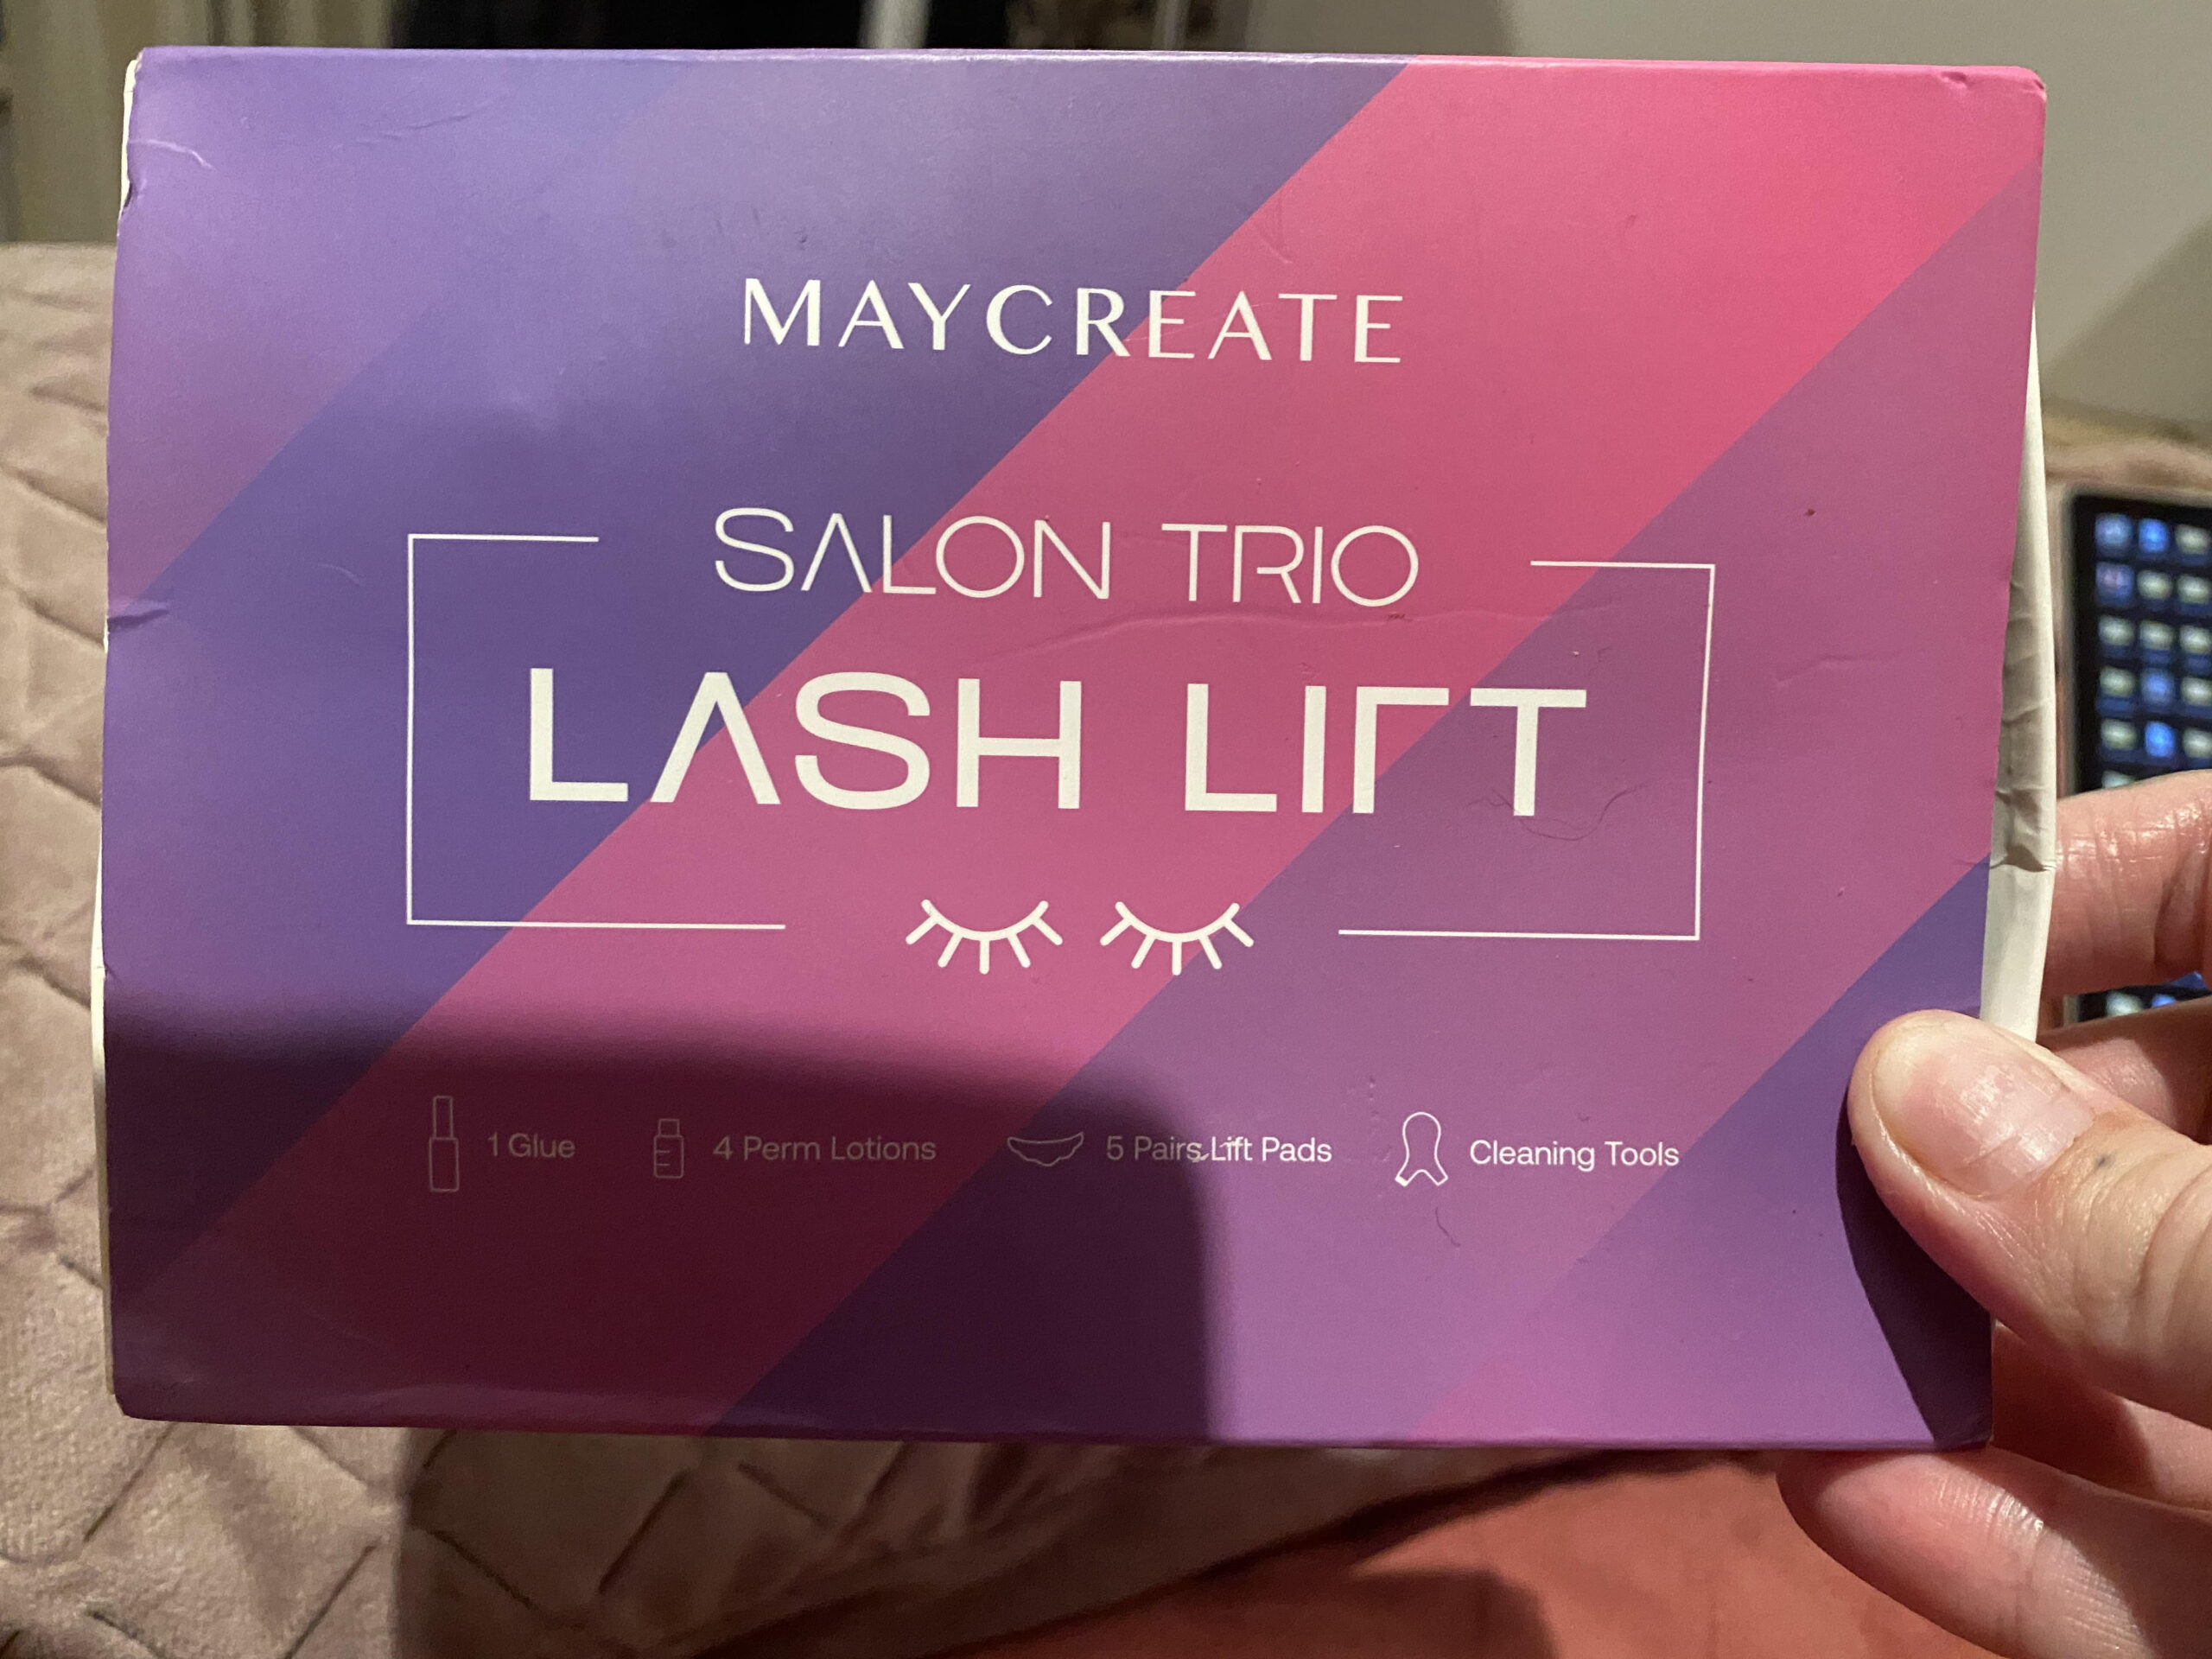 MAYCREATE
SALON TRIO
LASH LIFT
1 Glue 4 Perm Lotions 5 Pairs Lift Pads Cleaning Tools